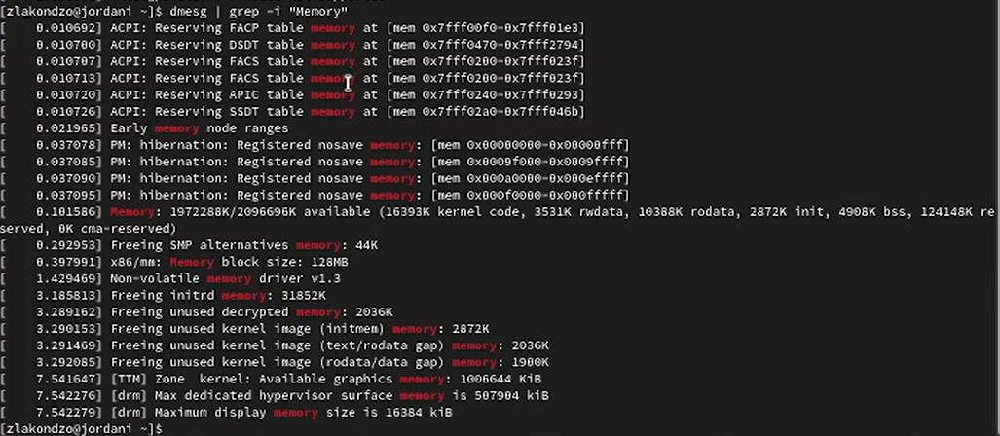 [zlakondzo@jordani ~]$ dmesg | grep -i "Memory"
[    0.010692] ACPI: Reserving FACP table memory at [mem 0x7fff00f0-0x7fff01e3]
[    0.010700] ACPI: Reserving DSDT table memory at [mem 0x7fff0470-0x7fff2794]
[    0.010707] ACPI: Reserving FACS table memory at [mem 0x7fff0200-0x7fff023f]
[    0.010713] ACPI: Reserving FACS table memory at [mem 0x7fff0200-0x7fff023f]
[    0.010720] ACPI: Reserving APIC table memory at [mem 0x7fff0240-0x7fff0293]
[    0.010726] ACPI: Reserving SSDT table memory at [mem 0x7fff02a0-0x7fff046b]
[    0.021965] Early memory node ranges
[    0.037078] PM: hibernation: Registered nosave memory: [mem 0x00000000-0x00000fff]
[    0.037085] PM: hibernation: Registered nosave memory: [mem 0x0009f000-0x0009ffff]
[    0.037090] PM: hibernation: Registered nosave memory: [mem 0x000a0000-0x000effff]
[    0.037095] PM: hibernation: Registered nosave memory: [mem 0x000f0000-0x000fffff]
[    0.101586] Memory: 1972288K/2096696K available (16393K kernel code, 3531K rwdata, 10388K rodata, 2872K init, 4908K bss, 124148K re
served, 0K cma-reserved)
[    0.292953] Freeing SMP alternatives memory: 44K
[    0.397991] x86/mm: Memory block size: 128MB
[    1.429469] Non-volatile memory driver v1.3
[    3.185813] Freeing initrd memory: 31852K
[    3.289162] Freeing unused decrypted memory: 2036K
[    3.290153] Freeing unused kernel image (initmem) memory: 2872K
[    3.291469] Freeing unused kernel image (text/rodata gap) memory: 2036K
[    3.292085] Freeing unused kernel image (rodata/data gap) memory: 1900K
[    7.541647] [TTM] Zone  kernel: Available graphics memory: 1006644 KiB
[    7.542276] [drm] Max dedicated hypervisor surface memory is 507904 kiB
[    7.542279] [drm] Maximum display memory size is 16384 kiB
[zlakondzo@jordani ~]$